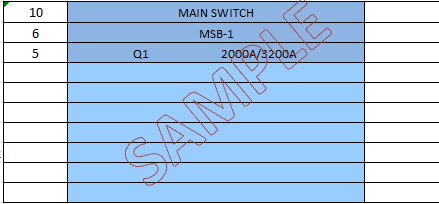 10 MAIN SWITCH
6 MSB-1
5 Q1 2000A/3200A
SAMPLE